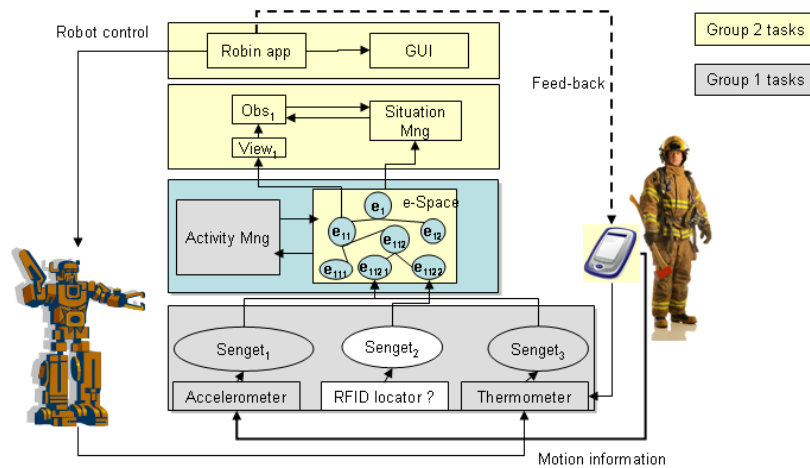 Robot control
Robin app
GUI
Group 2 tasks
Group 1 tasks
Feed-back
Obs1
Situation
Mng
View1
e-Space
e1
Activity Mng
e11
e112
e12
e111
e1121
e1122
Senget1
Senget2
Senget3
Accelerometer
RFID locator ?
Thermometer
Motion information